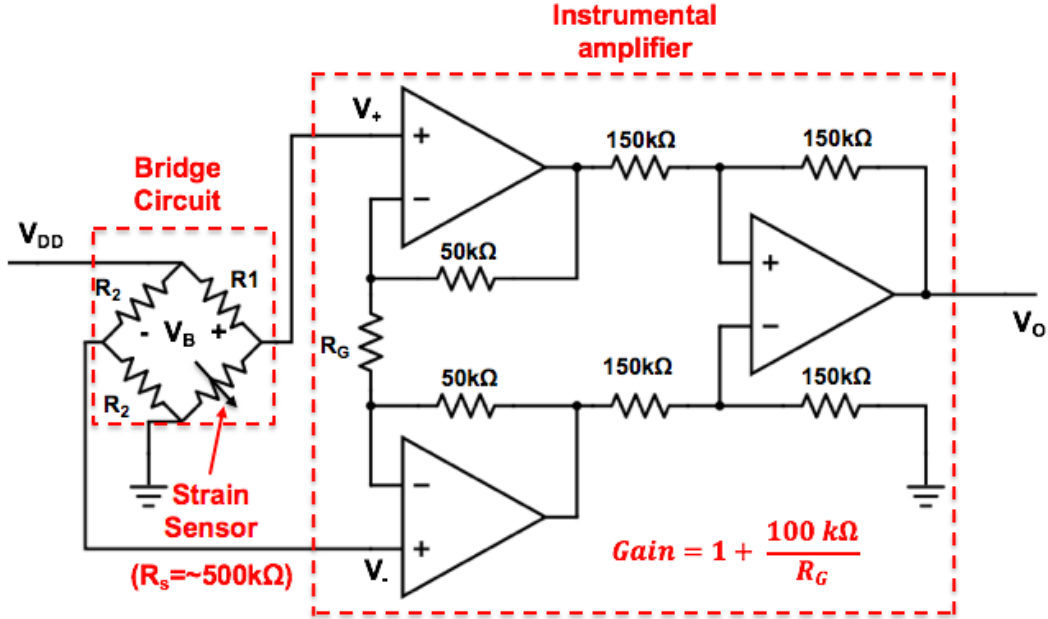 Instrumental
amplifier
V+
150kΩ
150kΩ
+
Bridge
Circuit
−
VDD
50kΩ
R2
R1
+
- VB +
RG
VO
−
50kΩ
150kΩ
150kΩ
R2
−
Strain
Sensor
Gain = 1 + 100 kΩ / RG
+
(Rs=~500kΩ)
V-